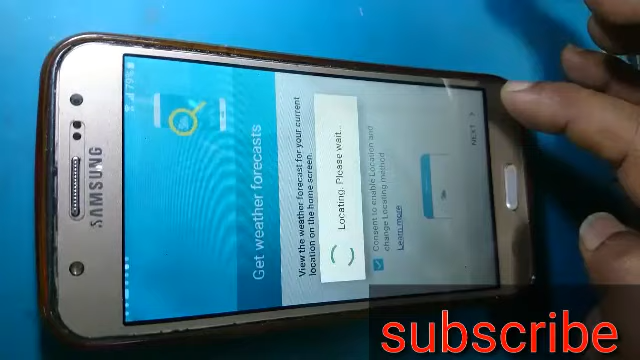 79%
SAMSUNG
Get weather forecasts
View the weather forecast for your current
location on the home screen.
Locating. Please wait...
Consent to enable Location and
change Locating method
Learn more
NEXT >
subscribe